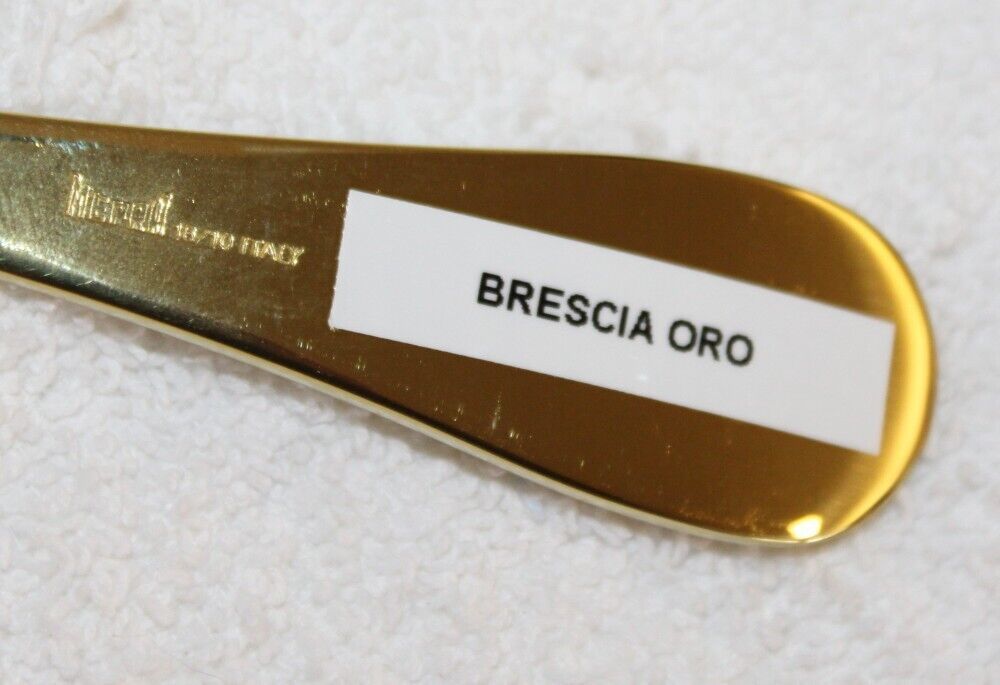 18/10 ITALY
BRESCIA ORO